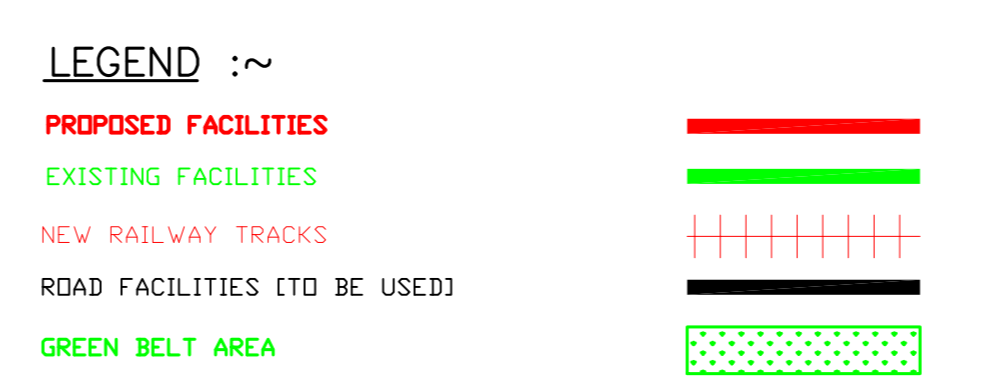 LEGEND :~
PROPOSED FACILITIES
EXISTING FACILITIES
NEW RAILWAY TRACKS
ROAD FACILITIES [TO BE USED]
GREEN BELT AREA